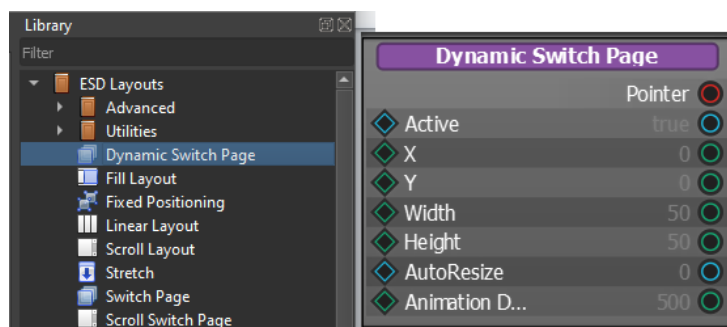 Library
Filter
ESD Layouts
Advanced
Utilities
Dynamic Switch Page
Fill Layout
Fixed Positioning
Linear Layout
Scroll Layout
Stretch
Switch Page
Scroll Switch Page
Dynamic Switch Page
Pointer
Active true
X 0
Y 0
Width 50
Height 50
AutoResize 0
Animation D... 500